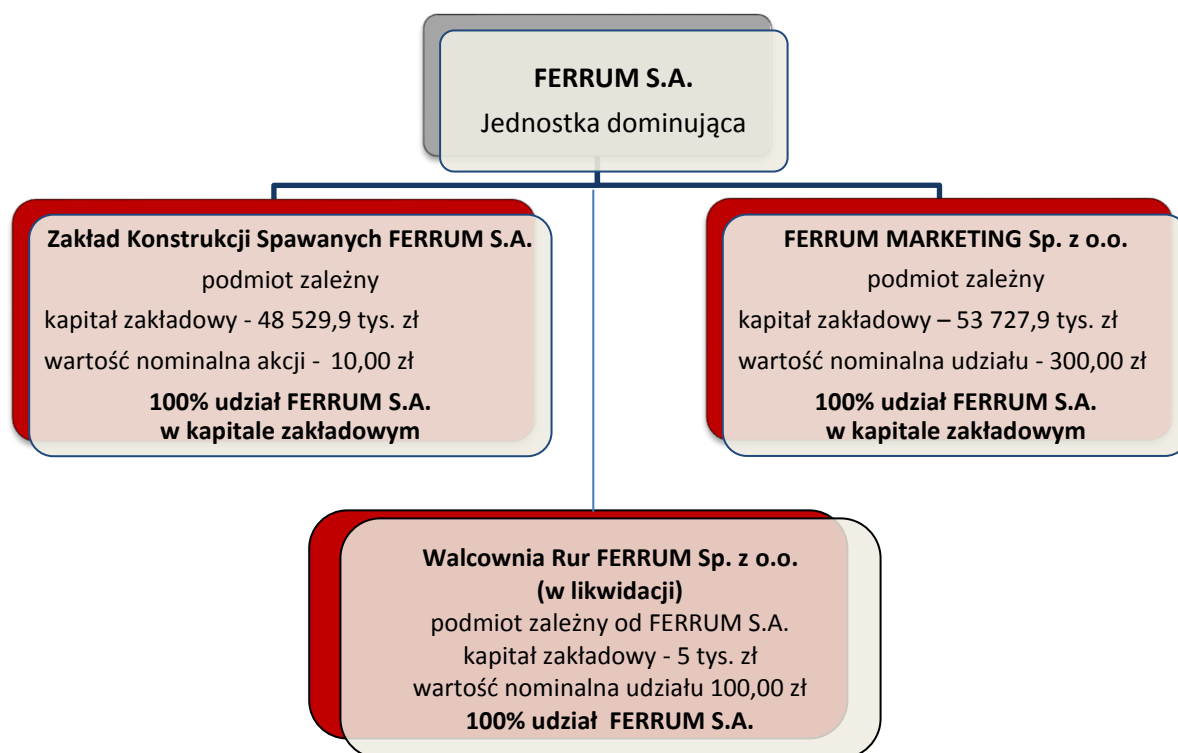 FERRUM S.A.
Jednostka dominująca
Zakład Konstrukcji Spawanych FERRUM S.A.
podmiot zależny
kapitał zakładowy - 48 529,9 tys. zł
wartość nominalna akcji - 10,00 zł
100% udział FERRUM S.A.
w kapitale zakładowym
FERRUM MARKETING Sp. z o.o.
podmiot zależny
kapitał zakładowy – 53 727,9 tys. zł
wartość nominalna udziału - 300,00 zł
100% udział FERRUM S.A.
w kapitale zakładowym
Walcownia Rur FERRUM Sp. z o.o.
(w likwidacji)
podmiot zależny od FERRUM S.A.
kapitał zakładowy - 5 tys. zł
wartość nominalna udziału 100,00 zł
100% udział FERRUM S.A.